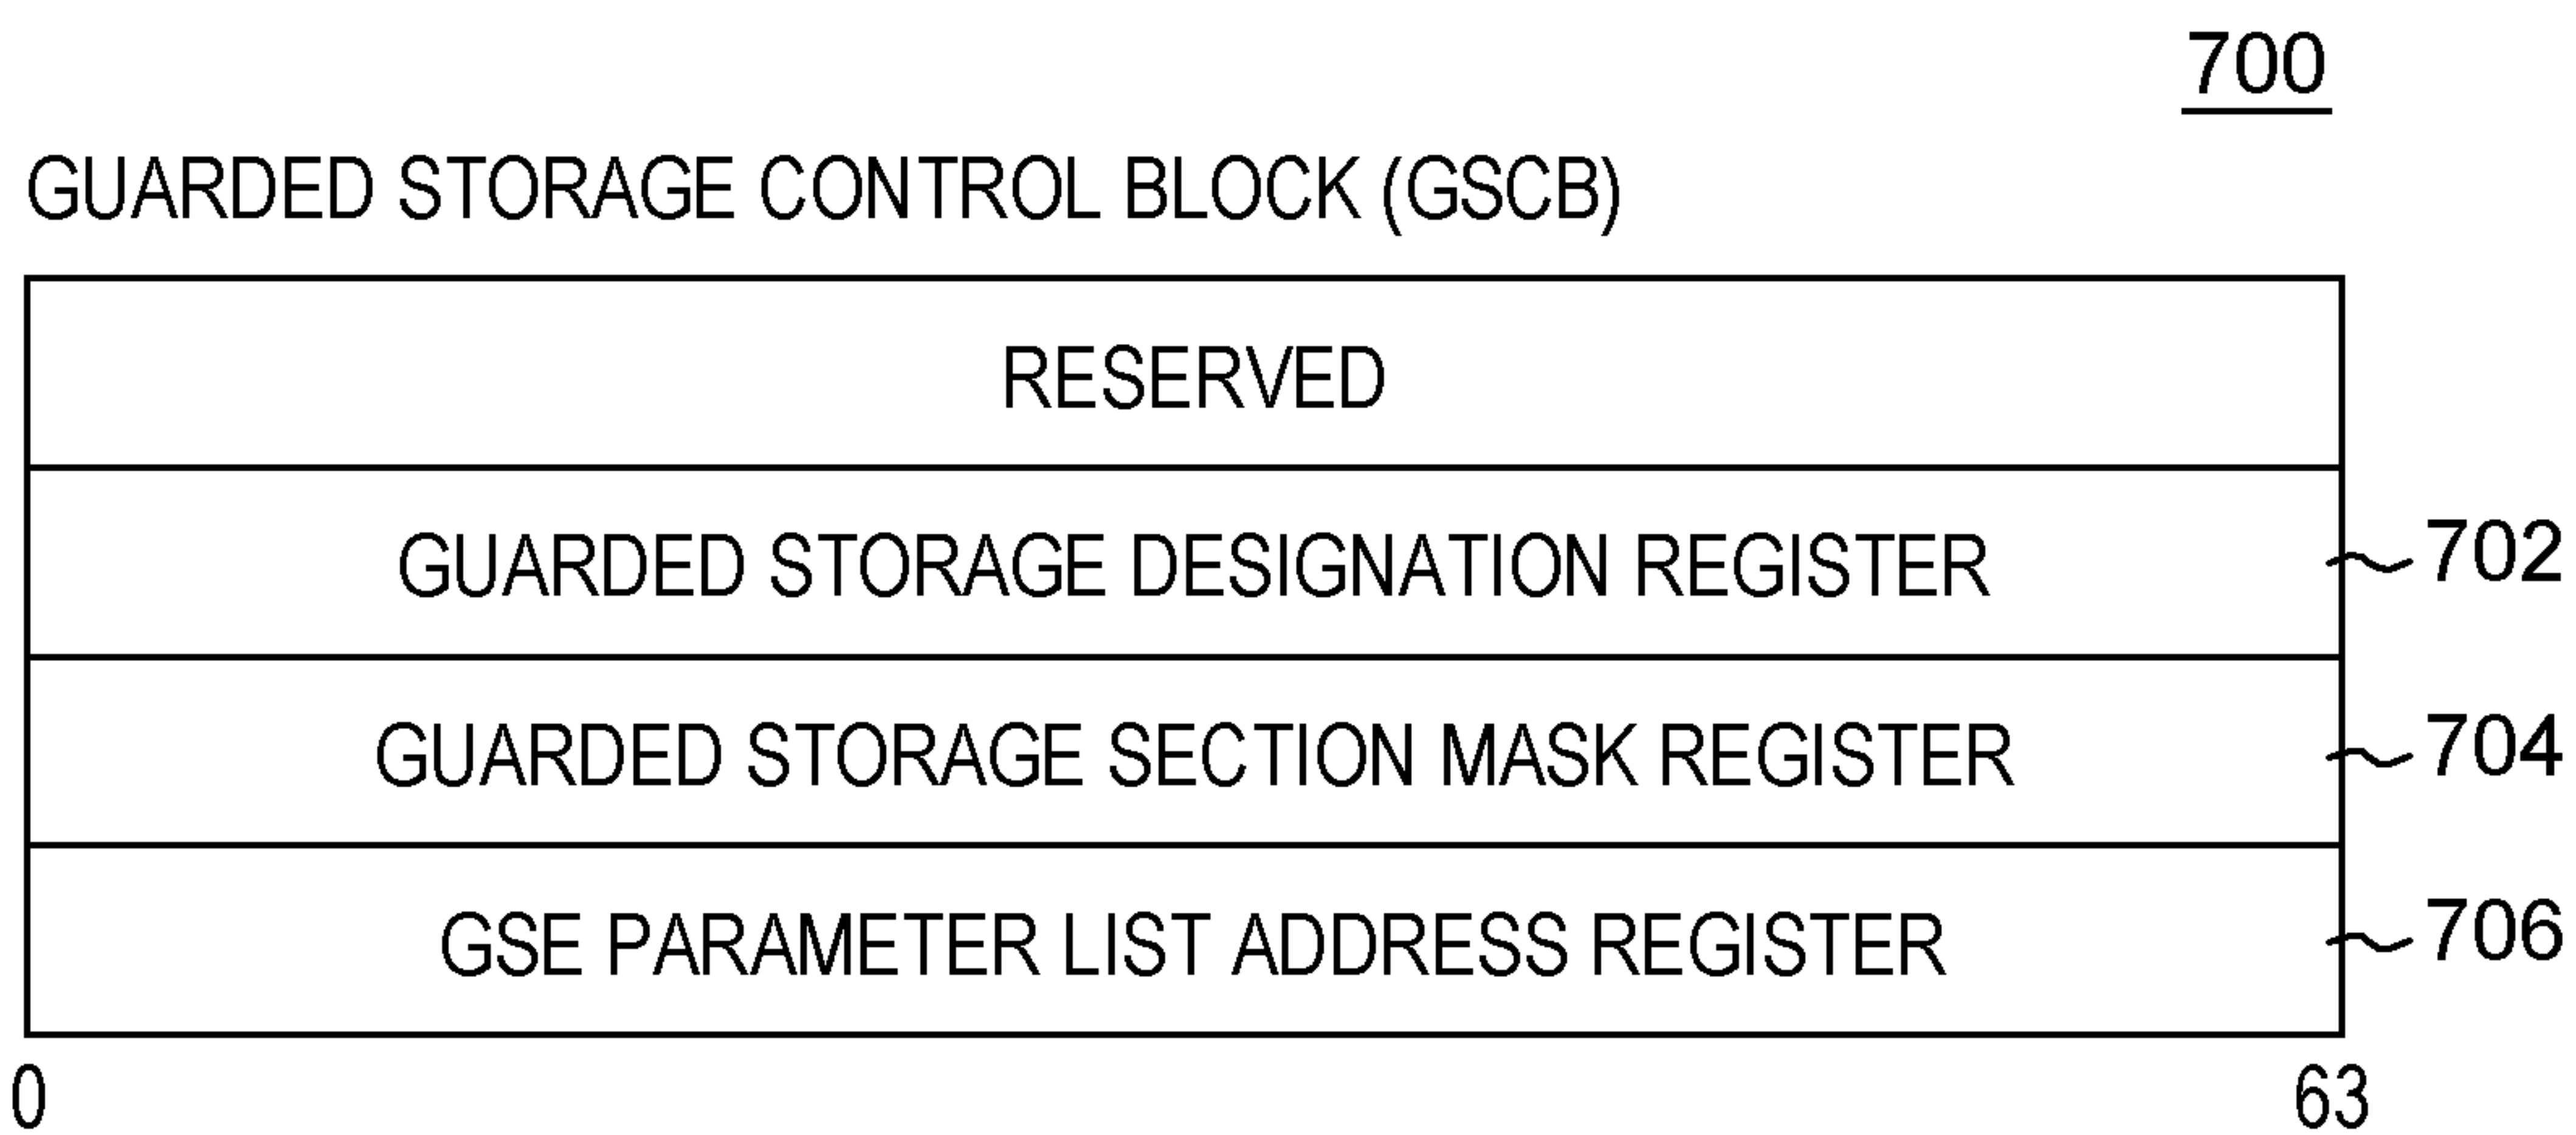 700
GUARDED STORAGE CONTROL BLOCK (GSCB)
RESERVED
GUARDED STORAGE DESIGNATION REGISTER 702
GUARDED STORAGE SECTION MASK REGISTER 704
GSE PARAMETER LIST ADDRESS REGISTER 706
0 63